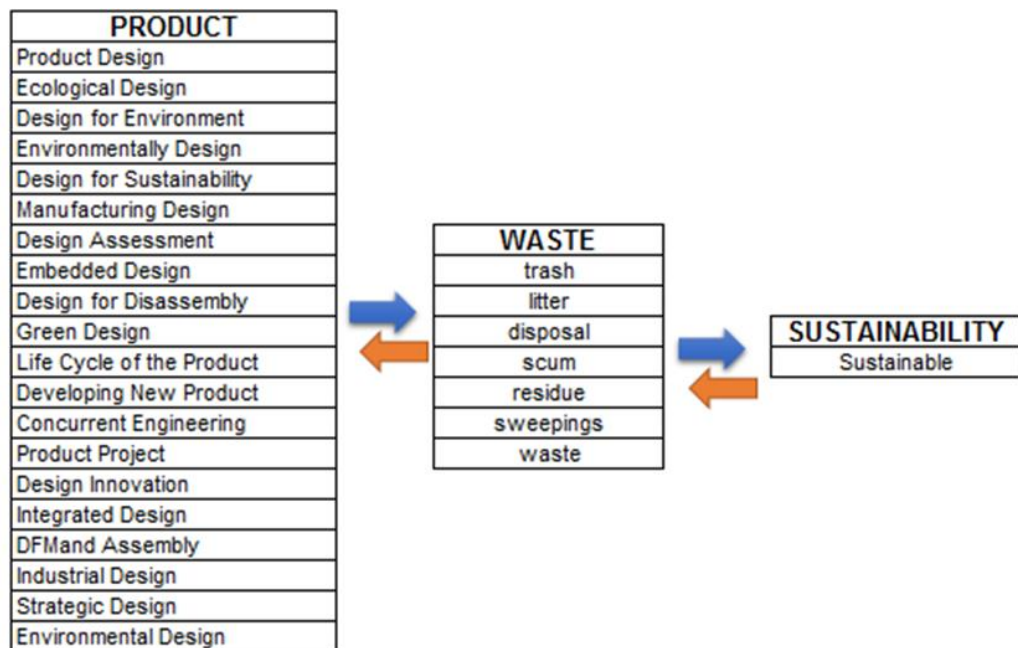 PRODUCT
Product Design
Ecological Design
Design for Environment
Environmentally Design
Design for Sustainability
Manufacturing Design
Design Assessment
Embedded Design
Design for Disassembly
Green Design
Life Cycle of the Product
Developing New Product
Concurrent Engineering
Product Project
Design Innovation
Integrated Design
DFMand Assembly
Industrial Design
Strategic Design
Environmental Design
WASTE
trash
litter
disposal
scum
residue
sweepings
waste
SUSTAINABILITY
Sustainable